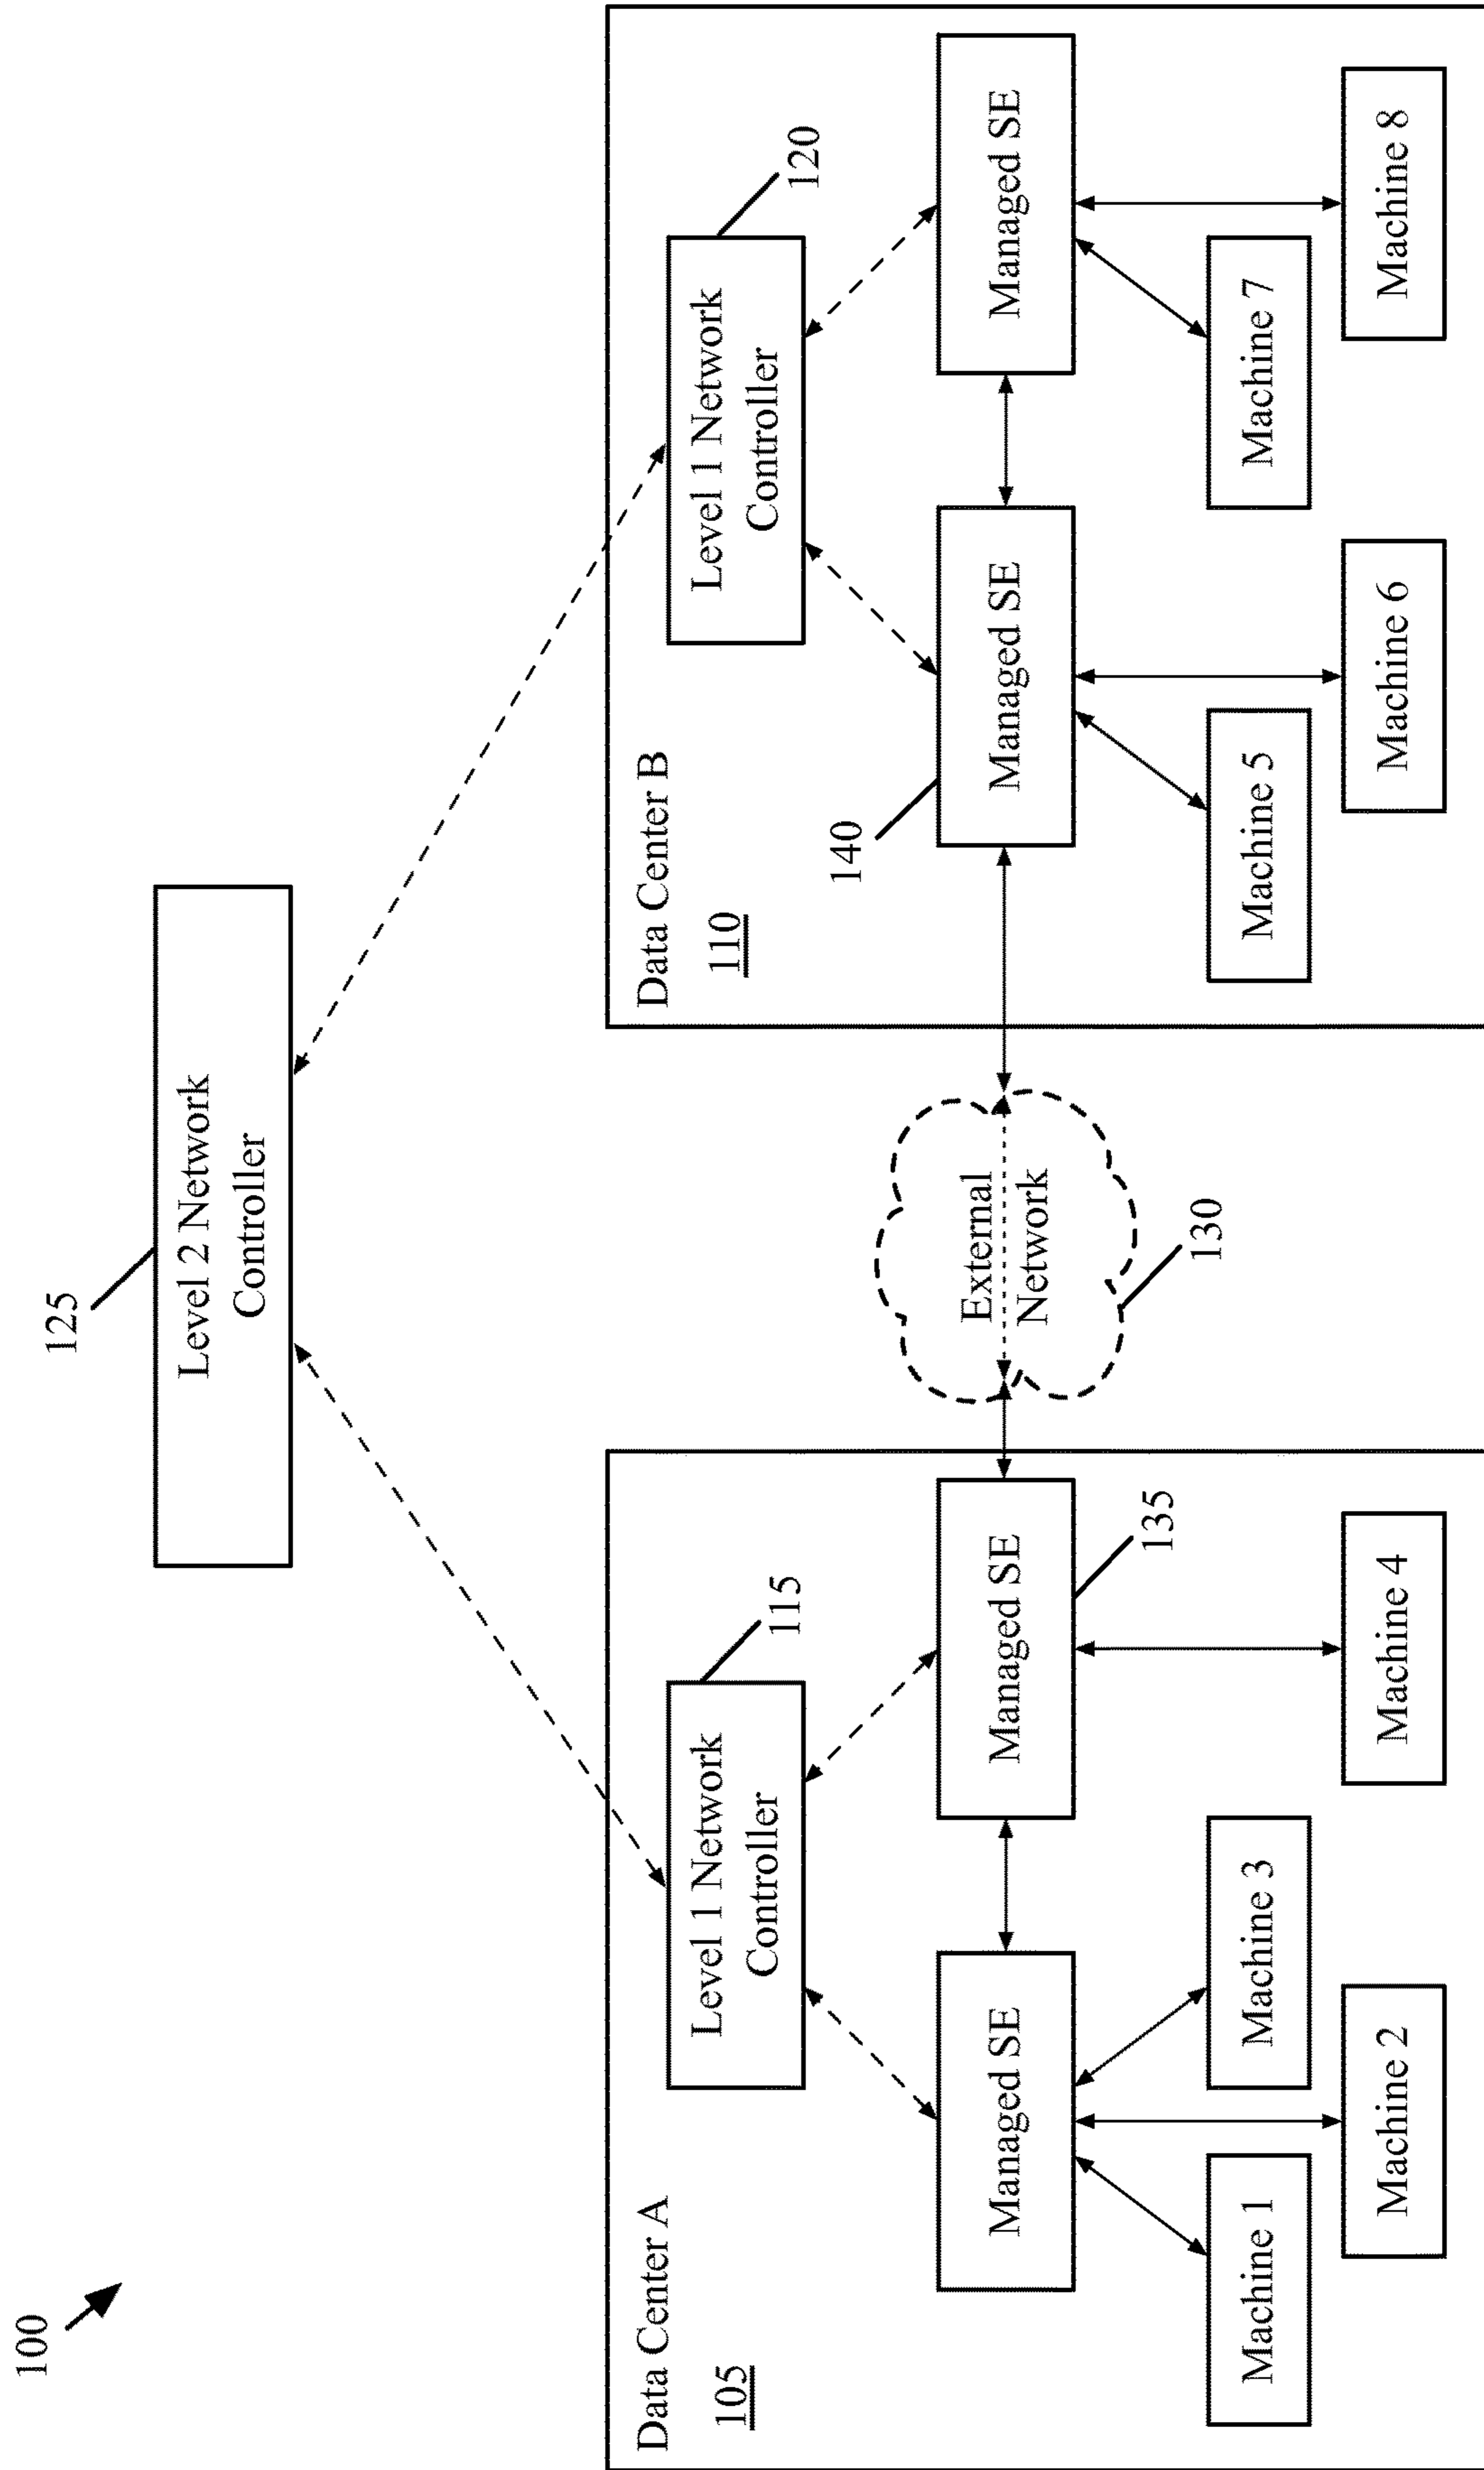 100
125
Level 2 Network
Controller
Data Center A
105
115
Level 1 Network
Controller
Managed SE
Managed SE
135
Machine 1
Machine 3
Machine 2
Machine 4
External
Network
130
Data Center B
110
120
Level 1 Network
Controller
140
Managed SE
Managed SE
Machine 5
Machine 7
Machine 6
Machine 8